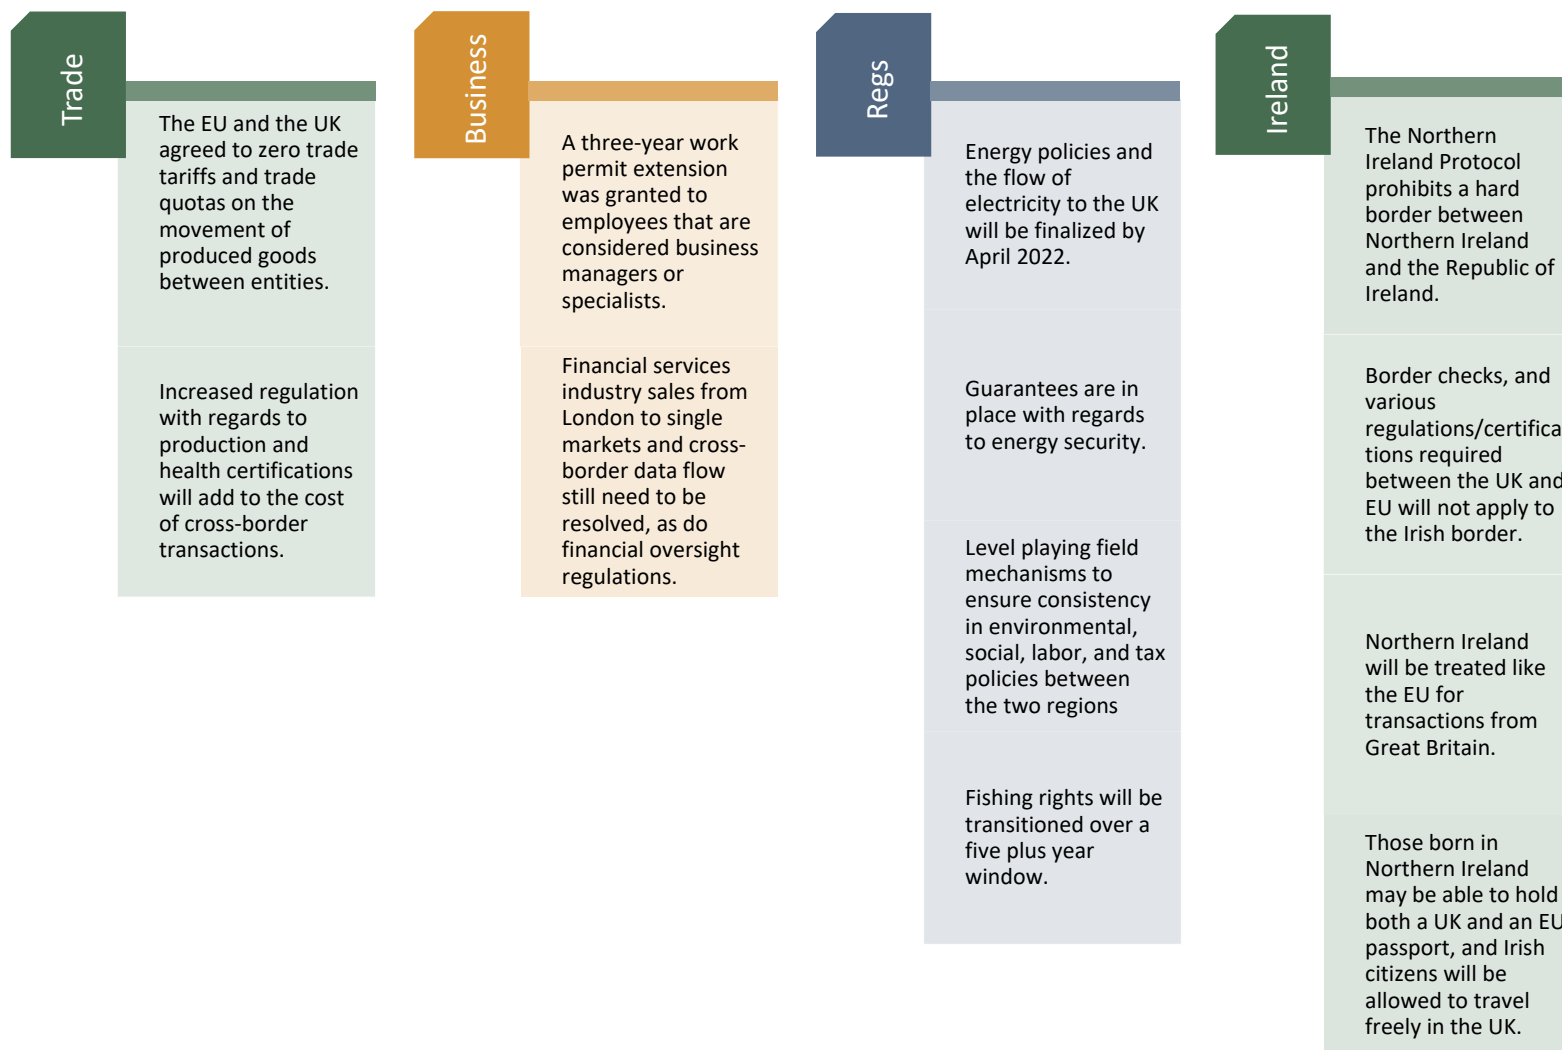 Trade
The EU and the UK
agreed to zero trade
tariffs and trade
quotas on the
movement of
produced goods
between entities.
Increased regulation
with regards to
production and
health certifications
will add to the cost
of cross-border
transactions.
Business
A three-year work
permit extension
was granted to
employees that are
considered business
managers or
specialists.
Financial services
industry sales from
London to single
markets and cross-
border data flow
still need to be
resolved, as do
financial oversight
regulations.
Regs
Energy policies and
the flow of
electricity to the UK
will be finalized by
April 2022.
Guarantees are in
place with regards
to energy security.
Level playing field
mechanisms to
ensure consistency
in environmental,
social, labor, and tax
policies between
the two regions
Fishing rights will be
transitioned over a
five plus year
window.
Ireland
The Northern
Ireland Protocol
prohibits a hard
border between
Northern Ireland
and the Republic of
Ireland.
Border checks, and
various
regulations/certifica
tions required
between the UK and
EU will not apply to
the Irish border.
Northern Ireland
will be treated like
the EU for
transactions from
Great Britain.
Those born in
Northern Ireland
may be able to hold
both a UK and an EU
passport, and Irish
citizens will be
allowed to travel
freely in the UK.